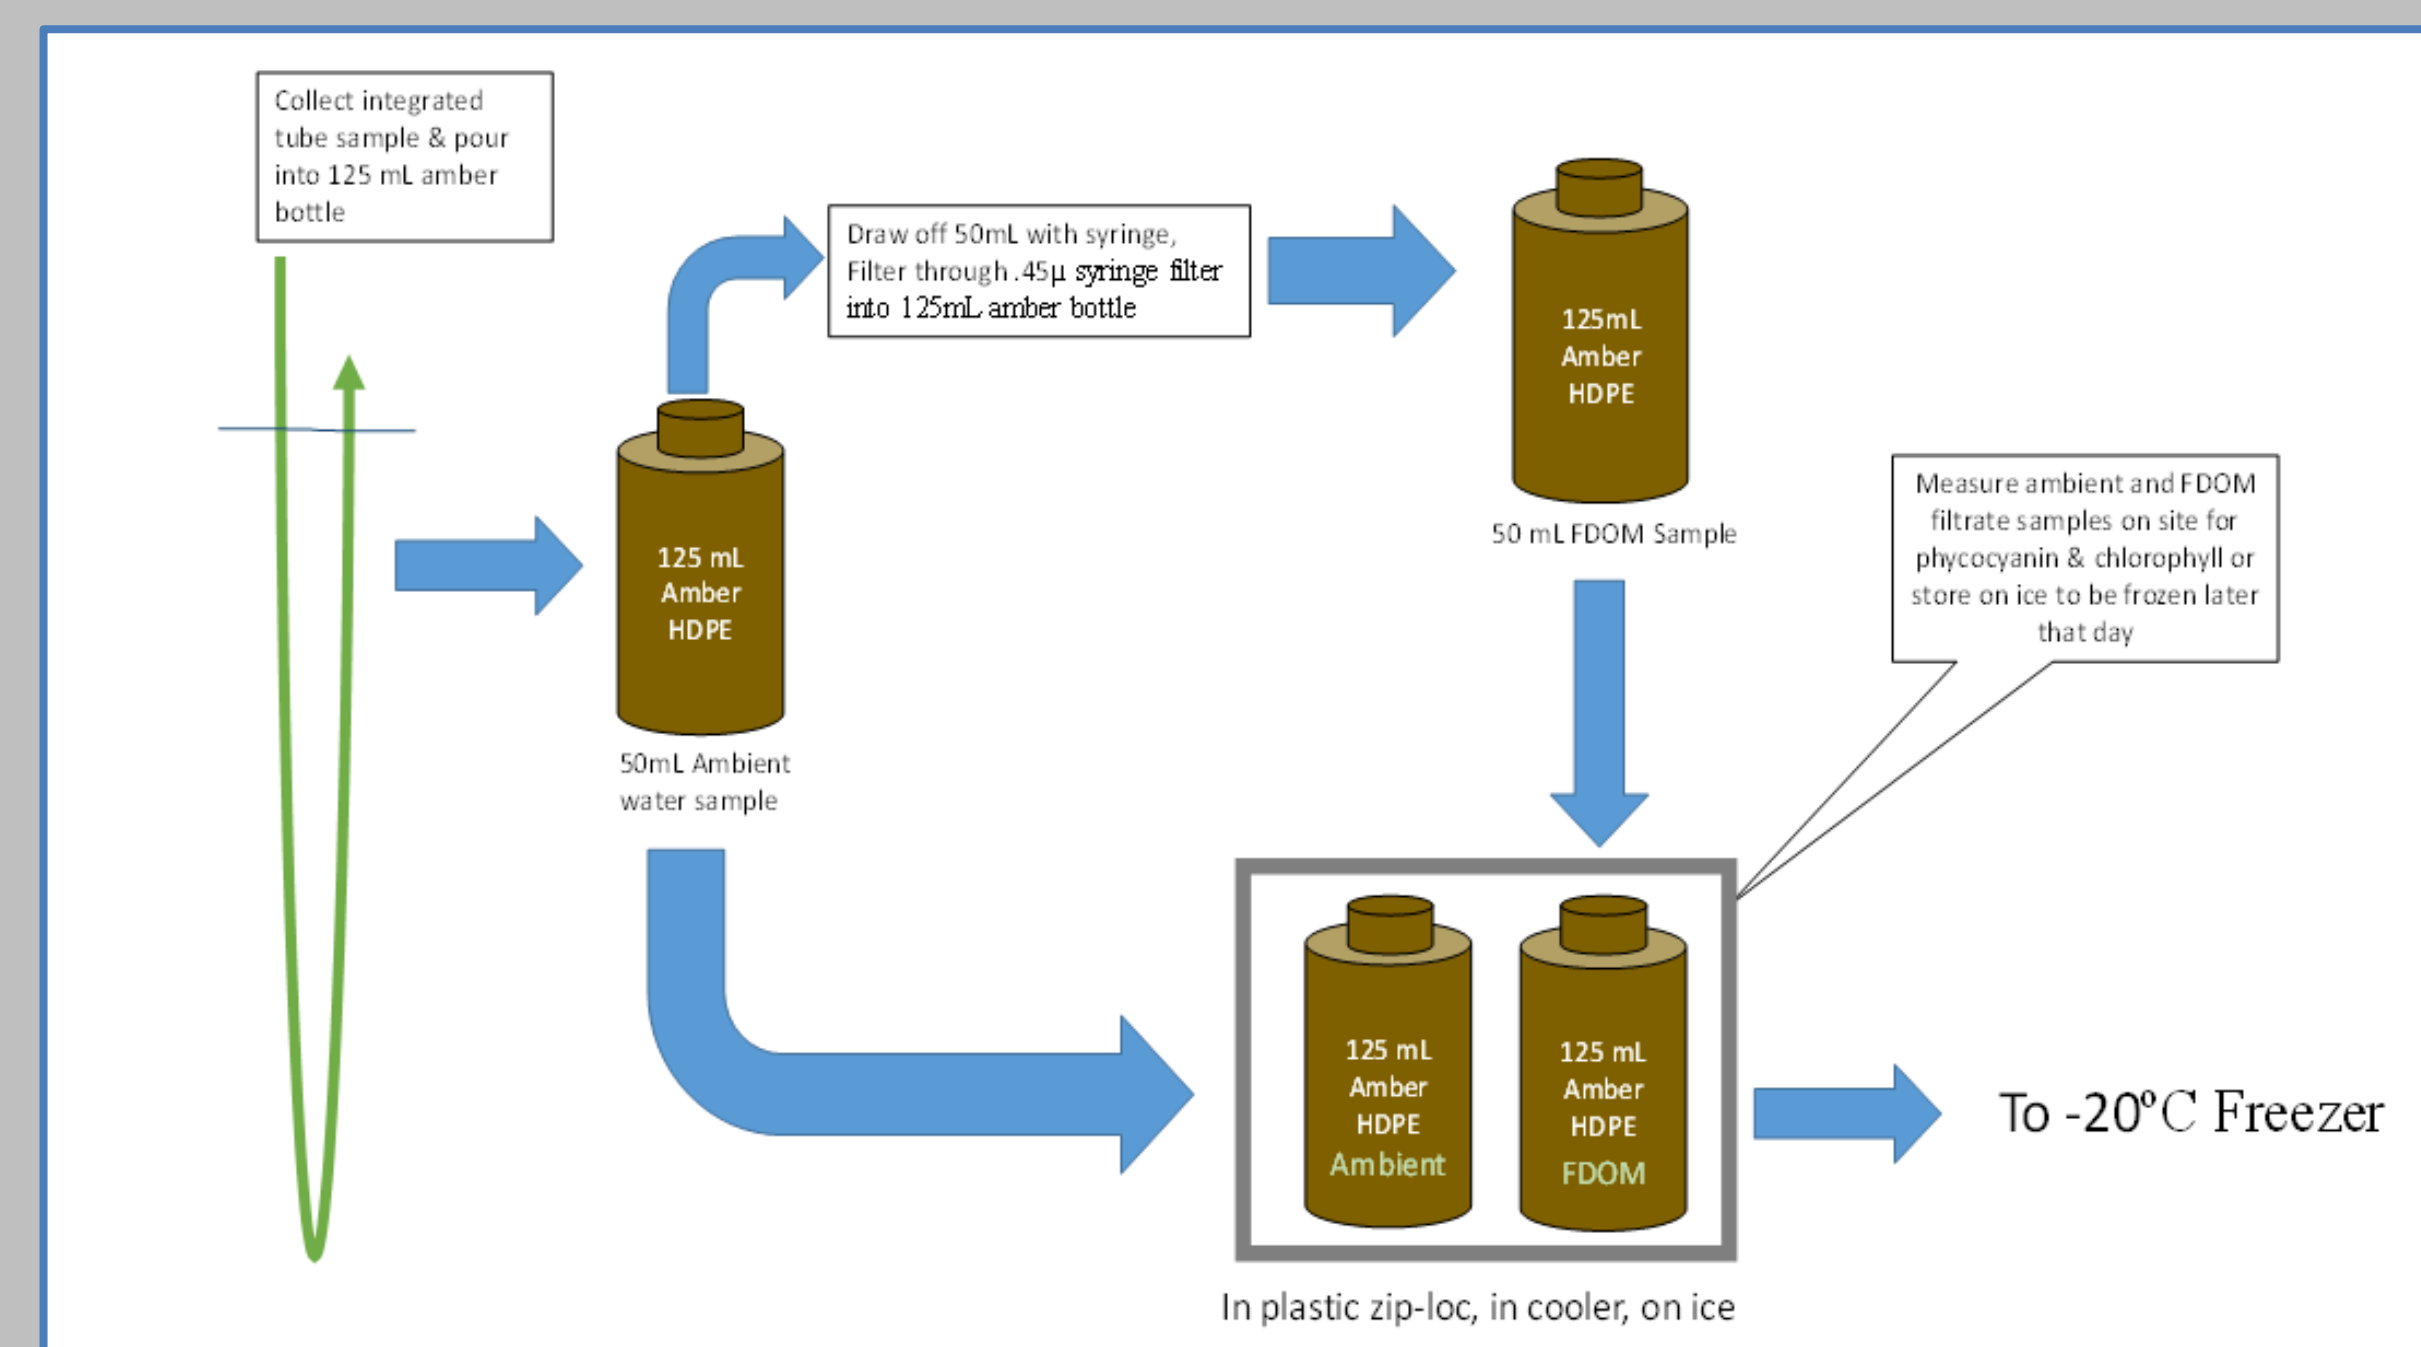 Collect integrated
tube sample & pour
into 125 mL amber
bottle
Draw off 50mL with syringe,
Filter through .45µ syringe filter
into 125mL amber bottle
125mL
Amber
HDPE
50 mL FDOM Sample
125 mL
Amber
HDPE
50mL Ambient
water sample
Measure ambient and FDOM
filtrate samples on site for
phycocyanin & chlorophyll or
store on ice to be frozen later
that day
125 mL
Amber
HDPE
Ambient
125 mL
Amber
HDPE
FDOM
To -20°C Freezer
In plastic zip-loc, in cooler, on ice